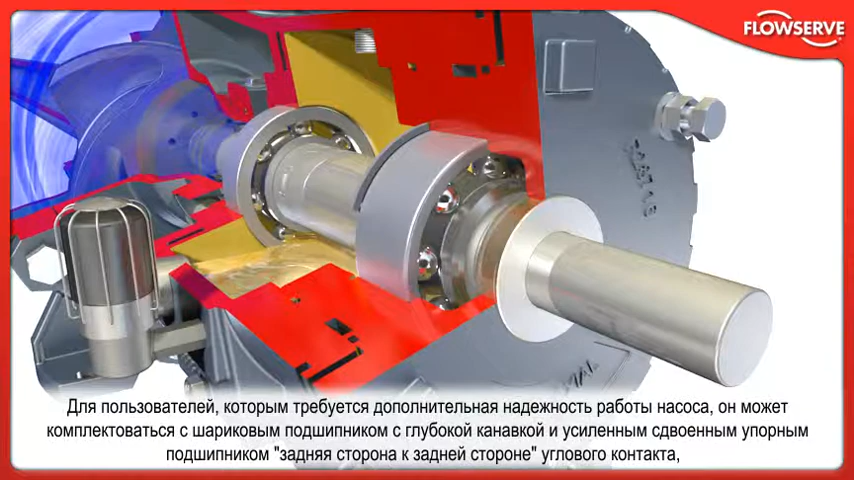 FLOWSERVE
Для пользователей, которым требуется дополнительная надежность работы насоса, он может
комплектоваться с шариковым подшипником с глубокой канавкой и усиленным сдвоенным упорным
подшипником "задняя сторона к задней стороне" углового контакта,